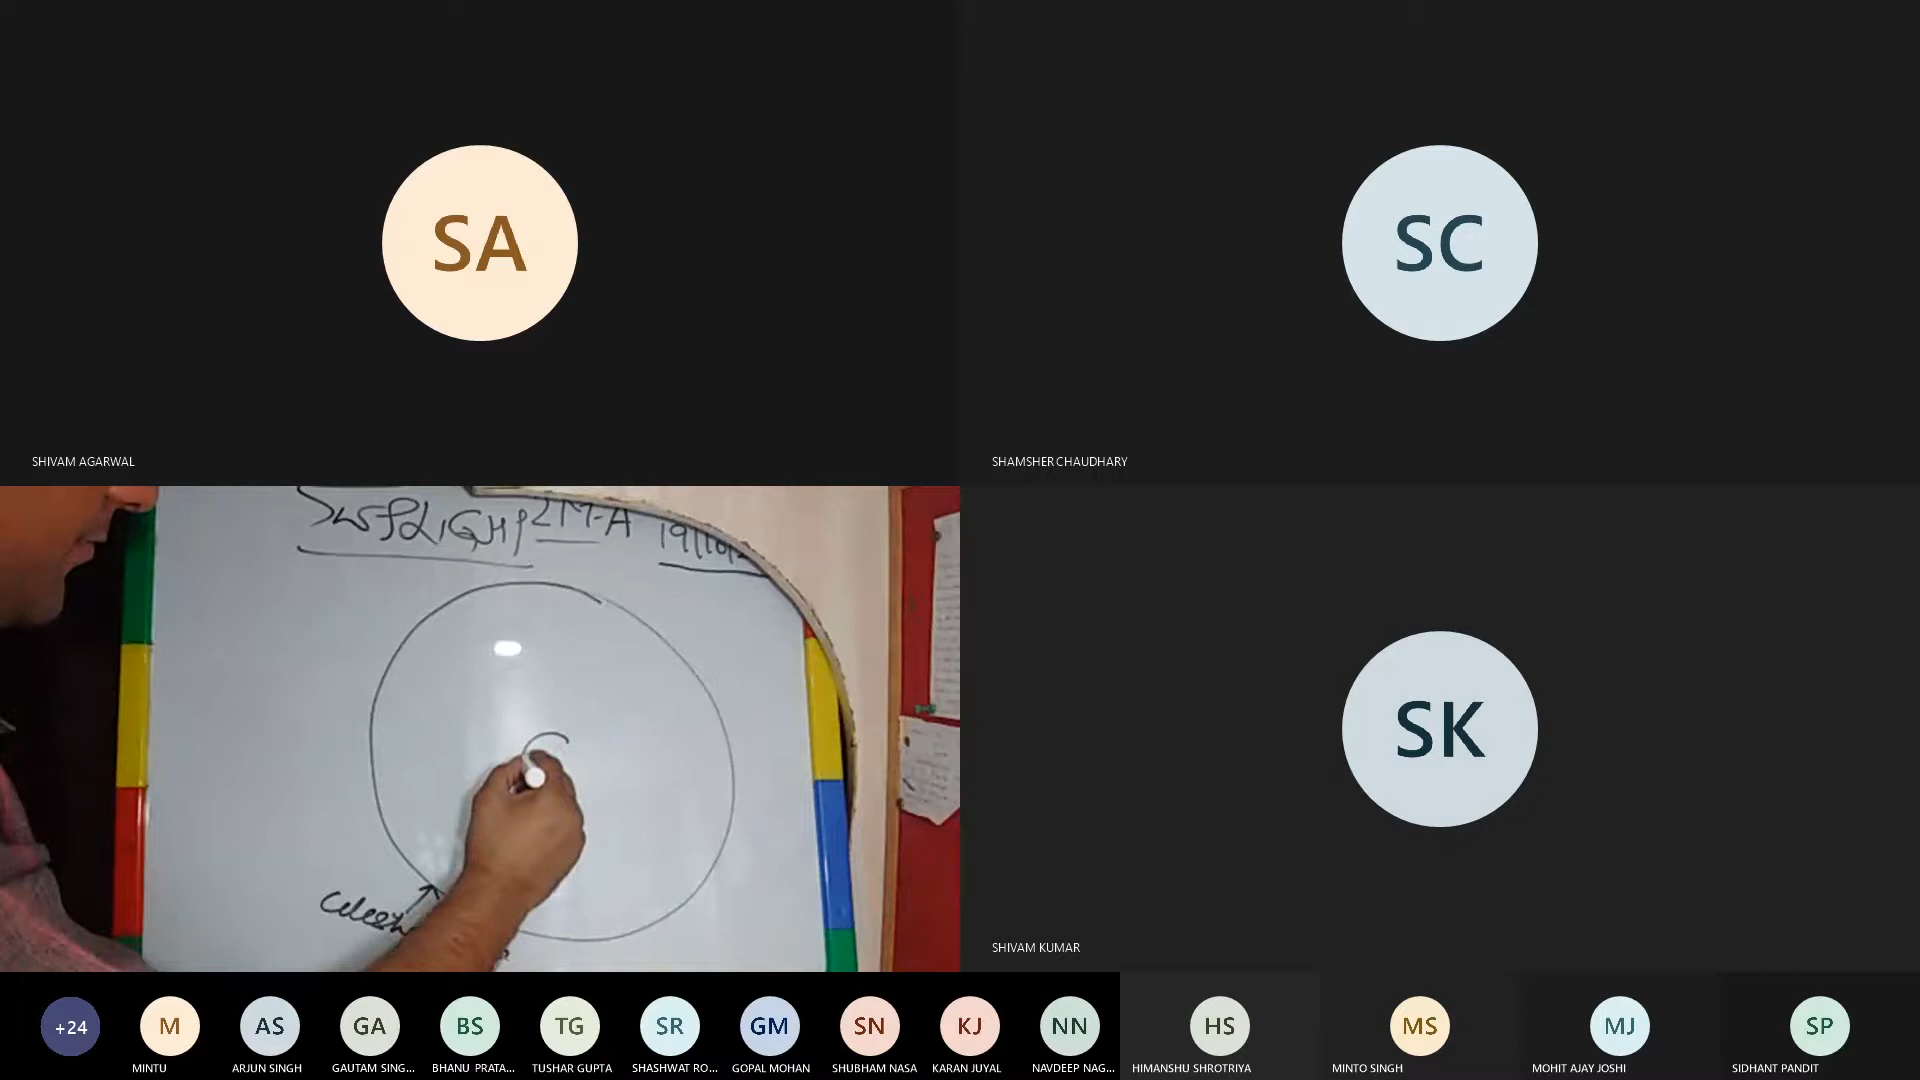 SA
SC
SHIVAM AGARWAL
SHAMSHER CHAUDHARY
2M-A
SK
SHIVAM KUMAR
+24
M
AS
GA
BS
TG
SR
GM
SN
KJ
NN
HS
MS
MJ
SP
MINTU
ARJUN SINGH
GAUTAM SING...
BHANU PRATA...
TUSHAR GUPTA
SHASHWAT RO...
GOPAL MOHAN
SHUBHAM NASA
KARAN JUYAL
NAVDEEP NAG...
HIMANSHU SHROTRIYA
MINTO SINGH
MOHIT AJAY JOSHI
SIDHANT PANDIT